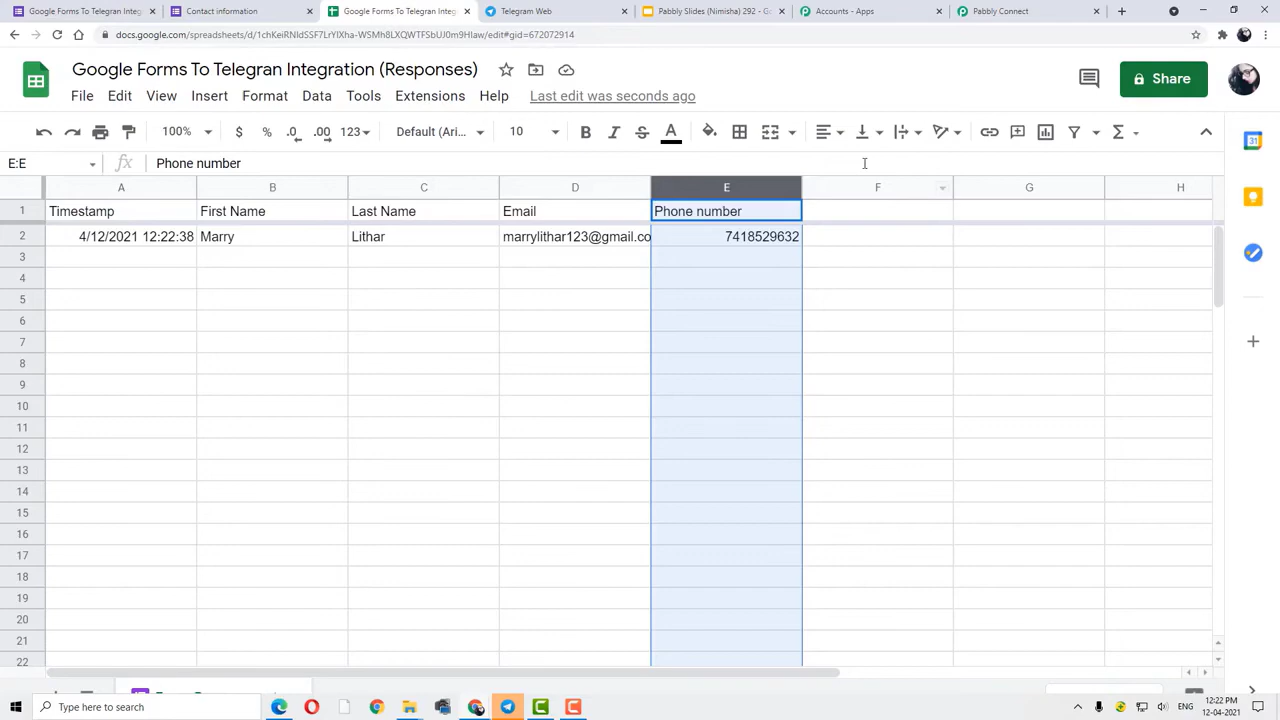 Google Forms To Telegran Integ
Contact information
Google Forms To Telegran Integ
Telegram Web
Pabbly Slides (Nimisha) 292 - Go
Accounts - Apps
Pabbly Connect
docs.google.com/spreadsheets/d/1chKeiRNIdSSF7LrYIXha-WSMh8LXQWTFSbUJ0m9HIaw/edit#gid=672072914
Google Forms To Telegran Integration (Responses)
File Edit View Insert Format Data Tools Extensions Help Last edit was seconds ago
Share
100% $ % .0 .00 123 Default (Ari... 10
E:E fx Phone number
A B C D E F G H
1 Timestamp First Name Last Name Email Phone number
2 4/12/2021 12:22:38 Marry Lithar marrylithar123@gmail.co 7418529632
3
4
5
6
7
8
9
10
11
12
13
14
15
16
17
18
19
20
21
22
Type here to search
ENG
12:22 PM
12-04-2021